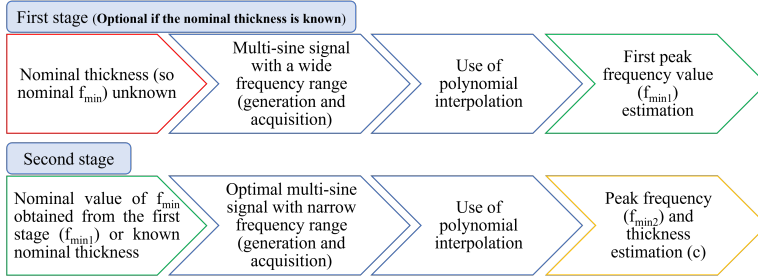 First stage (Optional if the nominal thickness is known)
Nominal thickness (so
nominal fmin) unknown
Multi-sine signal
with a wide
frequency range
(generation and
acquisition)
Use of
polynomial
interpolation
First peak
frequency value
(fmin1)
estimation
Second stage
Nominal value of fmin
obtained from the first
stage (fmin1) or known
nominal thickness
Optimal multi-sine
signal with narrow
frequency range
(generation and
acquisition)
Use of
polynomial
interpolation
Peak frequency
(fmin2) and
thickness
estimation (c)